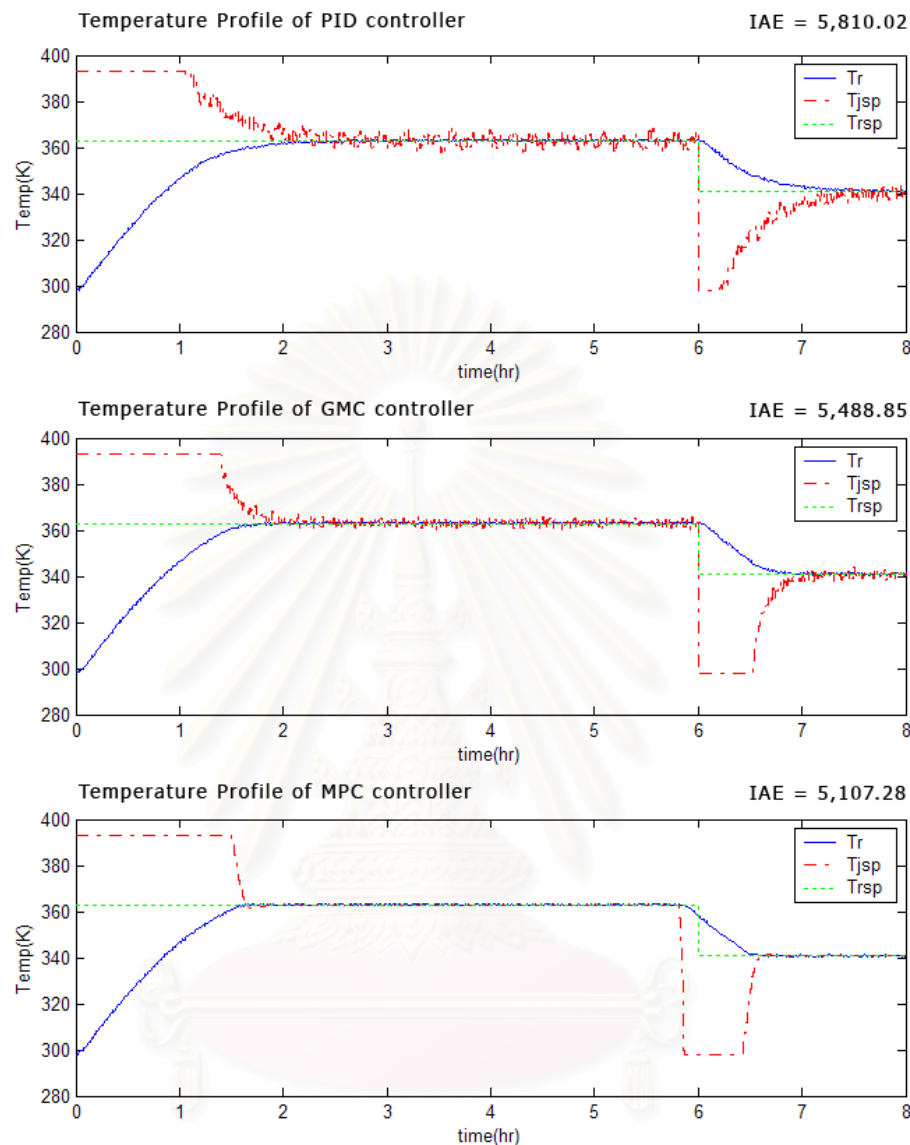 Temperature Profile of PID controller
IAE = 5,810.02
400
380
360
340
320
300
280
Temp(K)
Tr
Tjsp
Trsp
0 1 2 3 4 5 6 7 8
time(hr)
Temperature Profile of GMC controller
IAE = 5,488.85
400
380
360
340
320
300
280
Temp(K)
Tr
Tjsp
Trsp
0 1 2 3 4 5 6 7 8
time(hr)
Temperature Profile of MPC controller
IAE = 5,107.28
400
380
360
340
320
300
280
Temp(K)
Tr
Tjsp
Trsp
0 1 2 3 4 5 6 7 8
time(hr)